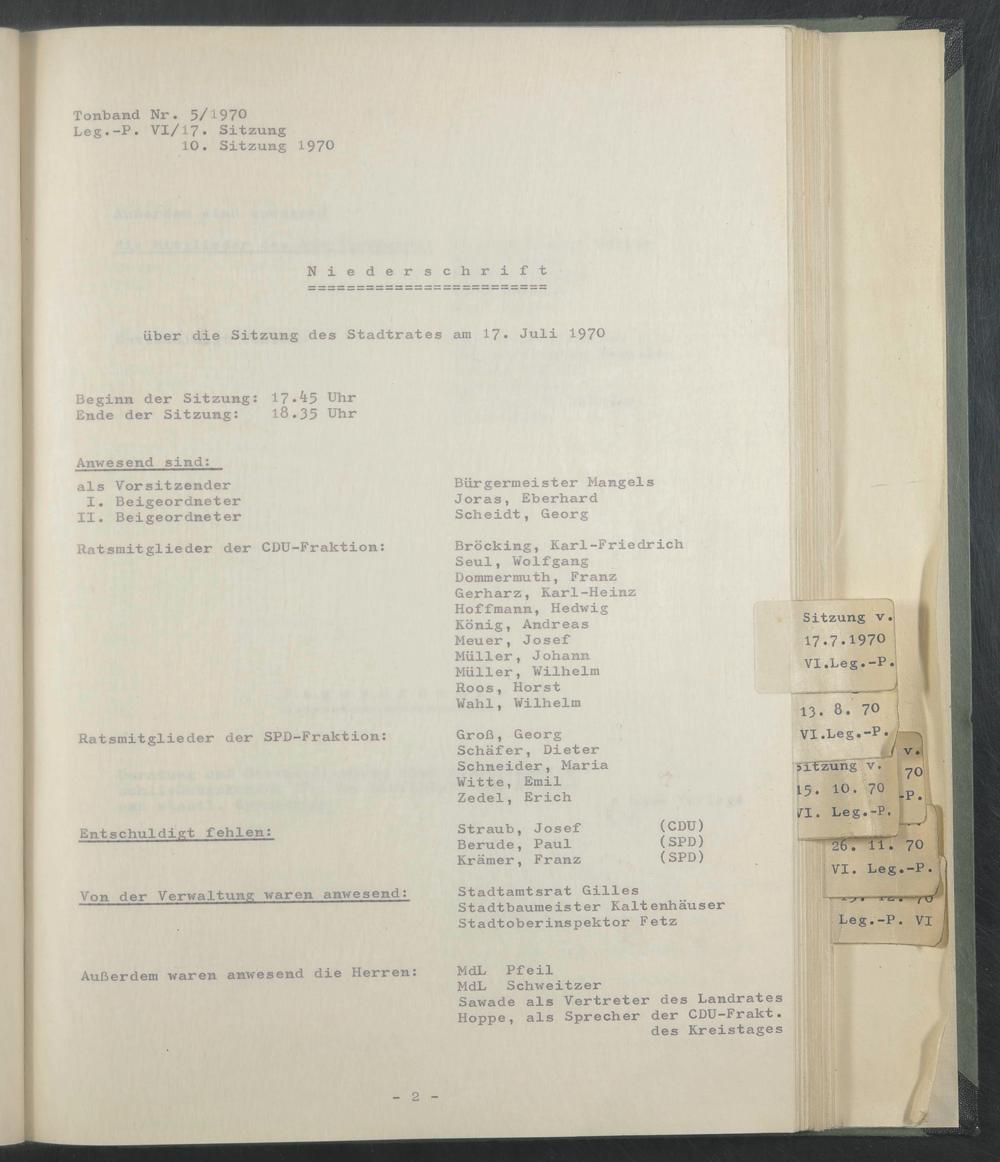 Tonband Nr. 5/1970
Leg.-P. VI/17. Sitzung
10. Sitzung 1970
N i e d e r s c h r i f t
=========================
über die Sitzung des Stadtrates am 17. Juli 1970
Beginn der Sitzung: 17.45 Uhr
Ende der Sitzung: 18.35 Uhr
Anwesend sind:
als Vorsitzender Bürgermeister Mangels
I. Beigeordneter Joras, Eberhard
II. Beigeordneter Scheidt, Georg
Ratsmitglieder der CDU-Fraktion: Bröcking, Karl-Friedrich
Seul, Wolfgang
Dommermuth, Franz
Gerharz, Karl-Heinz
Hoffmann, Hedwig
König, Andreas
Meuer, Josef
Müller, Johann
Müller, Wilhelm
Roos, Horst
Wahl, Wilhelm
Ratsmitglieder der SPD-Fraktion: Groß, Georg
Schäfer, Dieter
Schneider, Maria
Witte, Emil
Zedel, Erich
Entschuldigt fehlen: Straub, Josef (CDU)
Berude, Paul (SPD)
Krämer, Franz (SPD)
Von der Verwaltung waren anwesend: Stadtamtsrat Gilles
Stadtbaumeister Kaltenhäuser
Stadtoberinspektor Fetz
Außerdem waren anwesend die Herren: MdL Pfeil
MdL Schweitzer
Sawade als Vertreter des Landrates
Hoppe, als Sprecher der CDU-Frakt.
des Kreistages
- 2 -
Sitzung v.
17.7.1970
VI.Leg.-P.
13. 8. 70
VI.Leg.-P.
v.
70
-P.
Sitzung v.
15. 10. 70
VI. Leg.-P.
26. 11. 70
VI. Leg.-P.
Leg.-P. VI